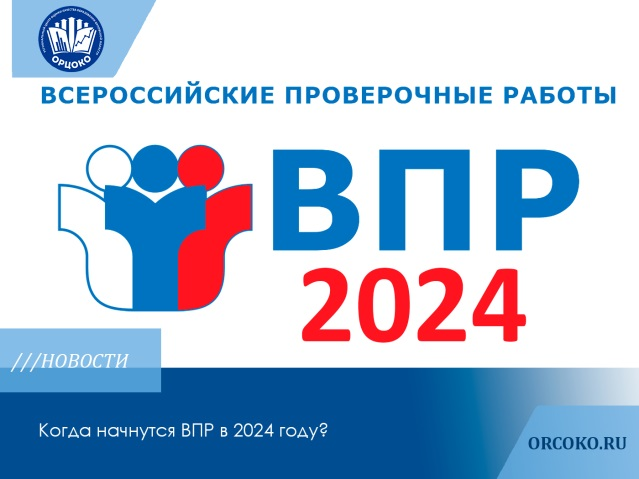 ОРЦОКО
ВСЕРОССИЙСКИЕ ПРОВЕРОЧНЫЕ РАБОТЫ
ВПР
2024
///НОВОСТИ
Когда начнутся ВПР в 2024 году?
ORCOKO.RU